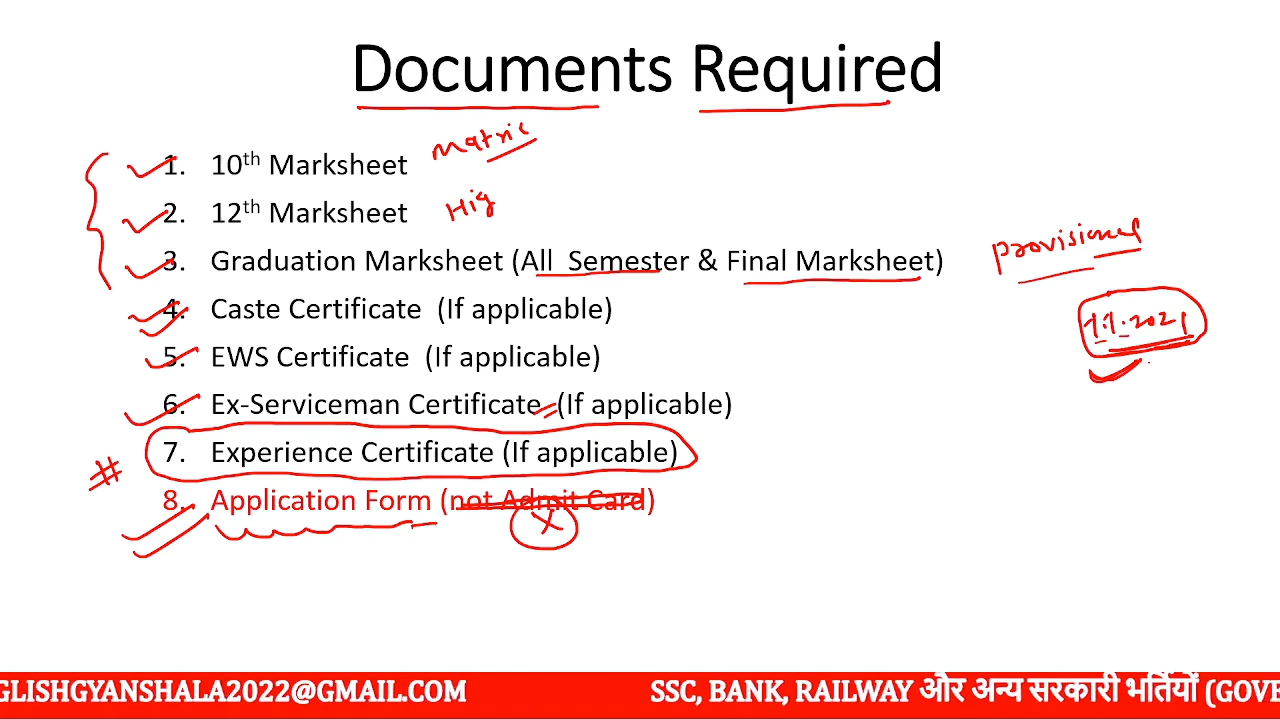 Documents Required
1. 10th Marksheet Matric
2. 12th Marksheet Hig
3. Graduation Marksheet (All Semester & Final Marksheet) provisional
4. Caste Certificate (If applicable) 1.1.2021
5. EWS Certificate (If applicable)
6. Ex-Serviceman Certificate (If applicable)
7. Experience Certificate (If applicable)
# 8. Application Form (not Admit Card)
X
GLISHGYANSHALA2022@GMAIL.COM SSC, BANK, RAILWAY और अन्य सरकारी भर्तियों (GOVE